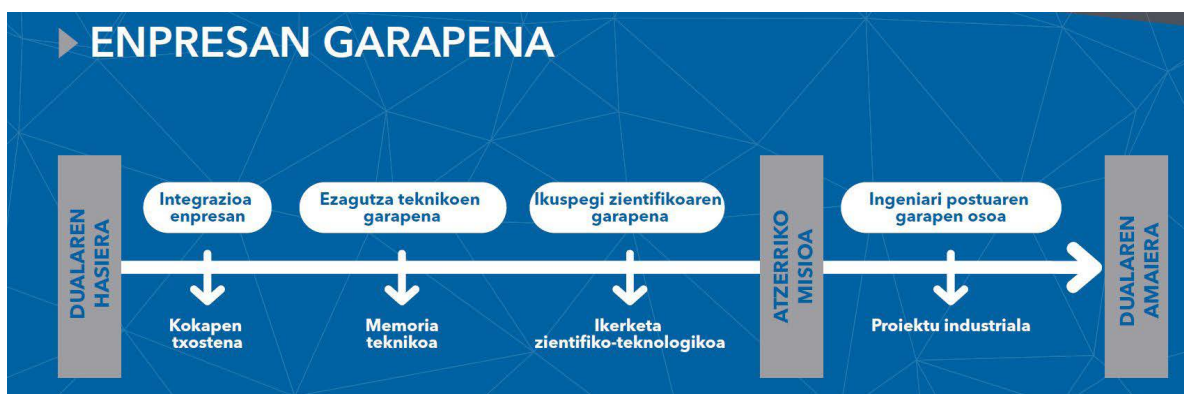 ENPRESAN GARAPENA
DUALAREN
HASIERA
Integrazioa
enpresan
Kokapen
txostena
Ezagutza teknikoen
garapena
Memoria
teknikoa
Ikuspegi zientifikoaren
garapena
Ikerketa
zientifiko-teknologikoa
ATZERRIKO
MISIOA
Ingeniari postuaren
garapen osoa
Proiektu industriala
DUALAREN
AMAIERA